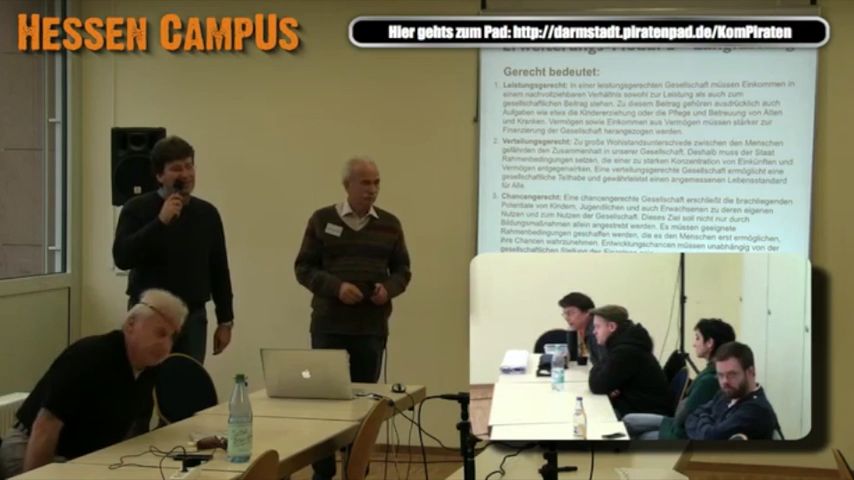 HESSEN CAMPUS
Hier gehts zum Pad: http://darmstadt.piratenpad.de/KomPiraten
Gerecht bedeutet:
1. Leistungsgerecht: In einer leistungsgerechten Gesellschaft müssen Einkommen in
einem nachvollziehbaren Verhältnis sowohl zur Leistung als auch zum
gesellschaftlichen Beitrag stehen. Zu diesem Beitrag gehören ausdrücklich auch
Aufgaben wie etwa die Kindererziehung oder die Pflege und Betreuung von Alten
und Kranken. Vermögen sowie Einkommen aus Vermögen müssen stärker zur
Finanzierung der Gesellschaft herangezogen werden.
2. Verteilungsgerecht: Zu große Wohlstandsunterschiede zwischen den Menschen
gefährden den Zusammenhalt in unserer Gesellschaft. Deshalb muss der Staat
Rahmenbedingungen setzen, die einer zu starken Konzentration von Einkünften und
Vermögen entgegenwirken. Eine verteilungsgerechte Gesellschaft ermöglicht eine
gesellschaftliche Teilhabe und gewährleistet einen angemessenen Lebensstandard
für Alle.
3. Chancengerecht: Eine chancengerechte Gesellschaft erschließt die brachliegenden
Potentiale von Kindern, Jugendlichen und auch Erwachsenen zu deren eigenen
Nutzen und zum Nutzen der Gesellschaft. Dieses Ziel soll nicht nur durch
Bildungsmaßnahmen allein angestrebt werden. Es müssen geeignete
Rahmenbedingungen geschaffen werden, die es den Menschen erst ermöglichen,
ihre Chancen wahrzunehmen. Entwicklungschancen müssen unabhängig von der